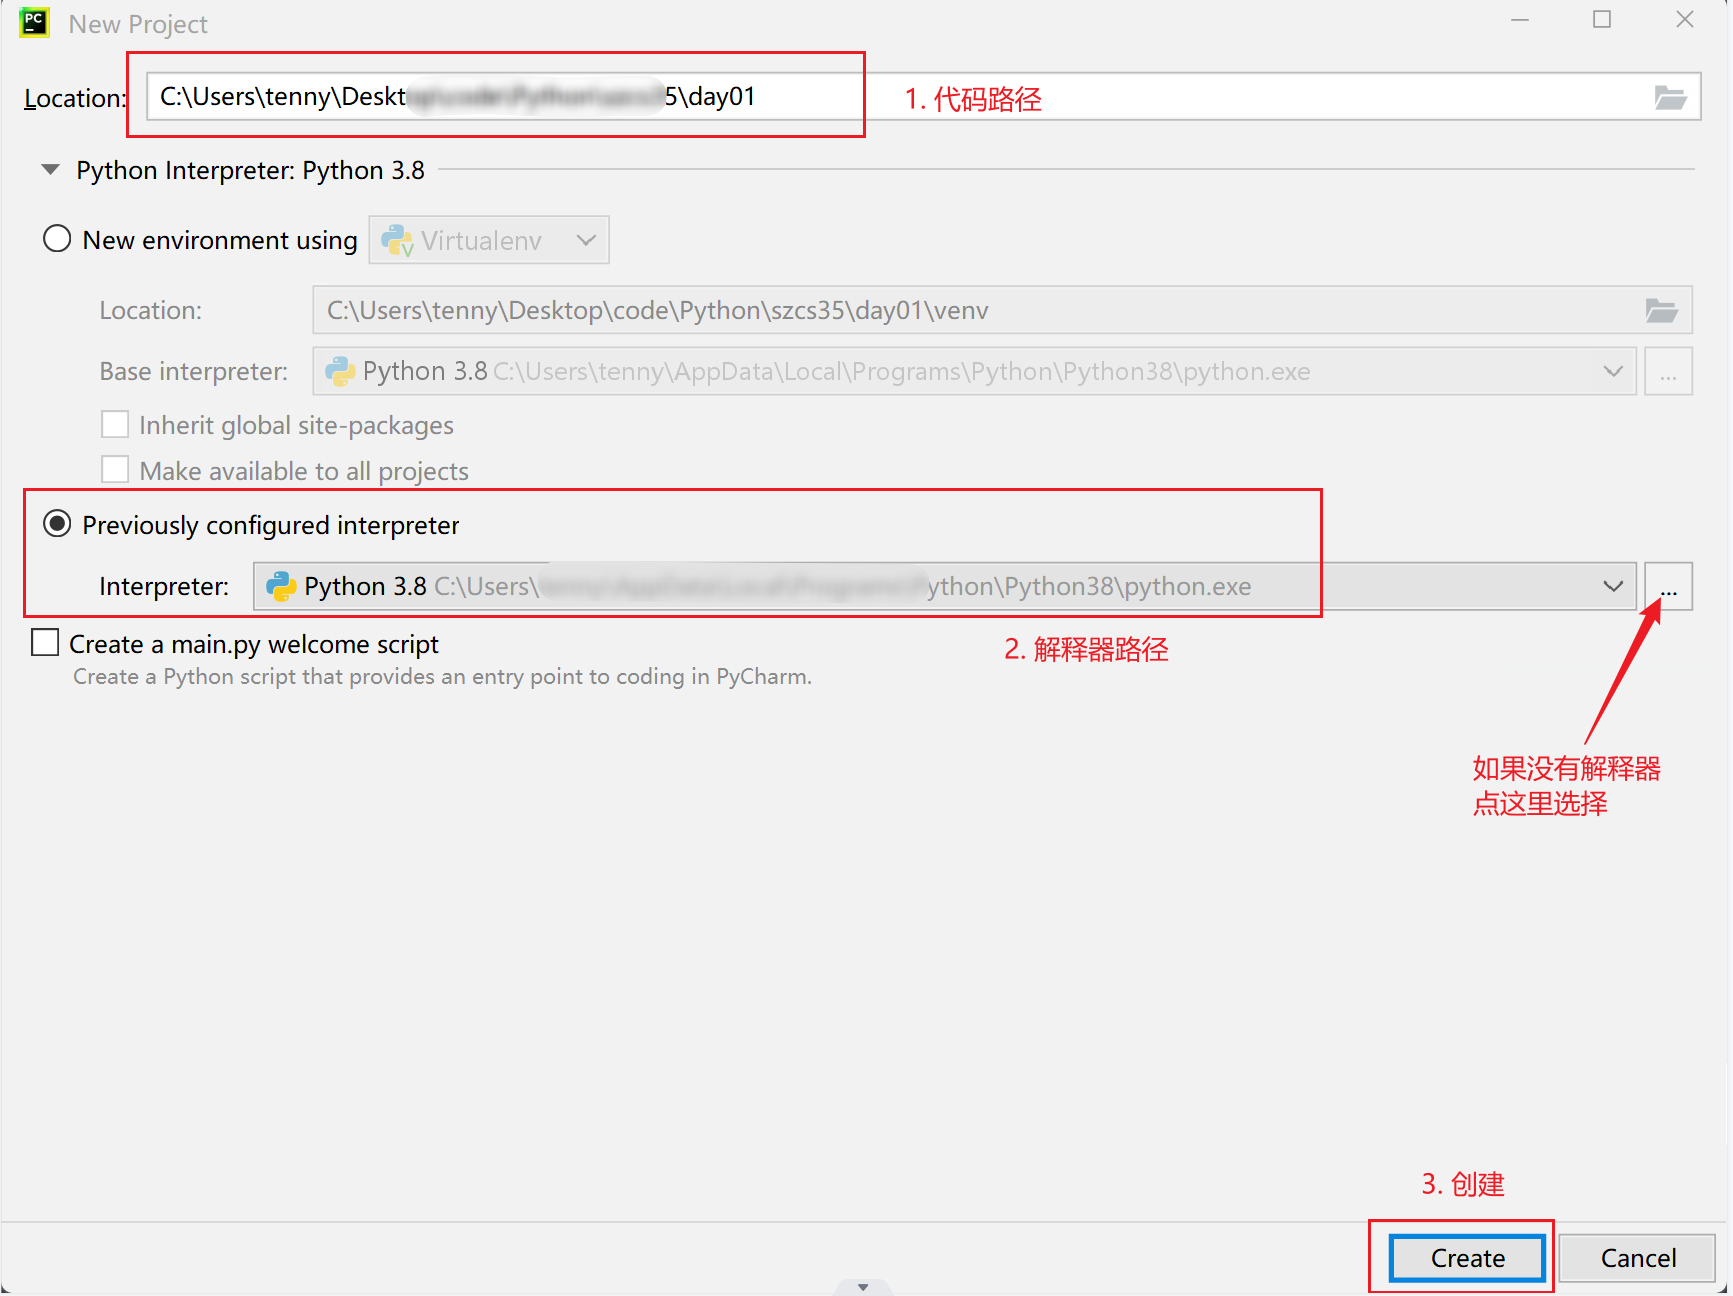 PC
New Project
Location: C:\Users\tenny\Deskt 5\day01
1. 代码路径
Python Interpreter: Python 3.8
New environment using Virtualenv
Location: C:\Users\tenny\Desktop\code\Python\szcs35\day01\venv
Base interpreter: Python 3.8 C:\Users\tenny\AppData\Local\Programs\Python\Python38\python.exe ...
Inherit global site-packages
Make available to all projects
Previously configured interpreter
Interpreter: Python 3.8 C:\Users\ ython\Python38\python.exe ...
Create a main.py welcome script
2. 解释器路径
Create a Python script that provides an entry point to coding in PyCharm.
如果没有解释器
点这里选择
3. 创建
Create Cancel